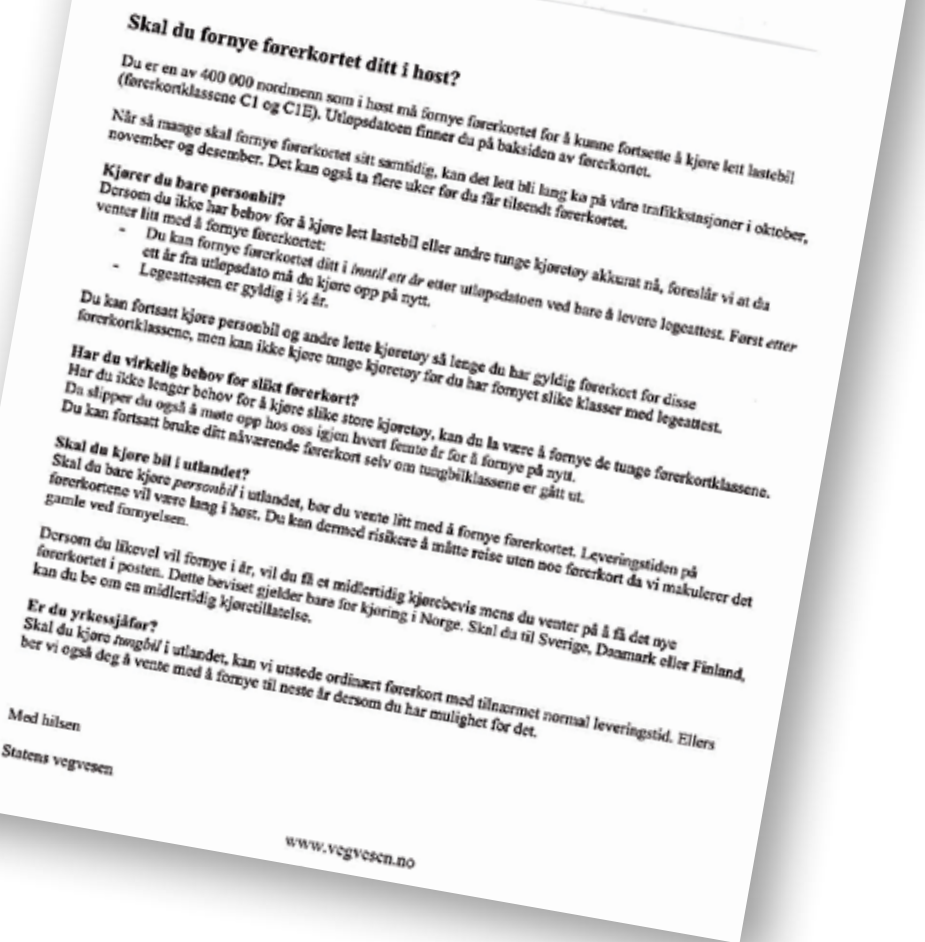 Skal du fornye førerkortet ditt i høst?
Du er en av 400 000 nordmenn som i høst må fornye førerkortet for å kunne fortsette å kjøre lett lastebil
(førerkortklassene C1 og C1E). Utløpsdatoen finner du på baksiden av førerkortet.
Når så mange skal fornye førerkortet sitt samtidig, kan det lett bli lang kø på våre trafikkstasjoner i oktober,
november og desember. Det kan også ta flere uker før du får tilsendt førerkortet.
Kjører du bare personbil?
Dersom du ikke har behov for å kjøre lett lastebil eller andre tunge kjøretøy akkurat nå, foreslår vi at du
venter litt med å fornye førerkortet:
- Du kan fornye førerkortet ditt i inntil ett år etter utløpsdatoen ved bare å levere legeattest. Først etter
ett år fra utløpsdato må du kjøre opp på nytt.
- Legeattesten er gyldig i ½ år.
Du kan fortsatt kjøre personbil og andre lette kjøretøy så lenge du har gyldig førerkort for disse
førerkortklassene, men kan ikke kjøre tunge kjøretøy før du har fornyet slike klasser med legeattest.
Har du virkelig behov for slikt førerkort?
Har du ikke lenger behov for å kjøre slike store kjøretøy, kan du la være å fornye de tunge førerkortklassene.
Da slipper du også å møte opp hos oss igjen hvert femte år for å fornye på nytt.
Du kan fortsatt bruke ditt nåværende førerkort selv om tungbilklassene er gått ut.
Skal du kjøre bil i utlandet?
Skal du bare kjøre personbil i utlandet, bør du vente litt med å fornye førerkortet. Leveringstiden på
førerkortene vil være lang i høst. Du kan dermed risikere å måtte reise uten noe førerkort da vi makulerer det
gamle ved fornyelsen.
Dersom du likevel vil fornye i år, vil du få et midlertidig kjørebevis mens du venter på å få det nye
førerkortet i posten. Dette beviset gjelder bare for kjøring i Norge. Skal du til Sverige, Danmark eller Finland,
kan du be om en midlertidig kjøretillatelse.
Er du yrkessjåfør?
Skal du kjøre tungbil i utlandet, kan vi utstede ordinært førerkort med tilnærmet normal leveringstid. Ellers
ber vi også deg å vente med å fornye til neste år dersom du har mulighet for det.
Med hilsen
Statens vegvesen
www.vegvesen.no